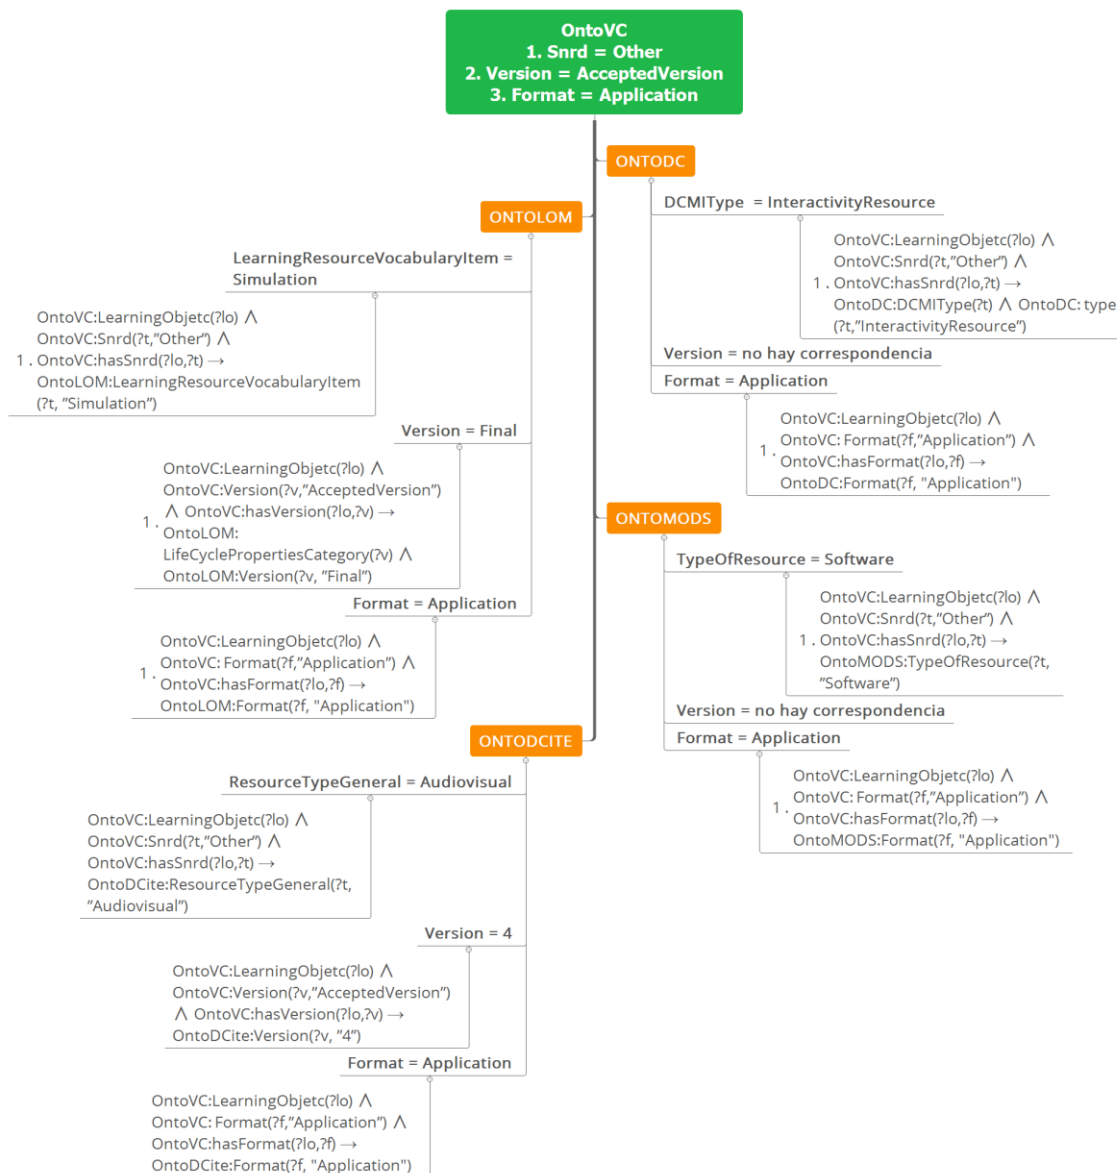 OntoVC
1. Snrd = Other
2. Version = AcceptedVersion
3. Format = Application
ONTODC
DCMIType  = InteractivityResource
OntoVC:LearningObjetc(?lo) ∧
OntoVC:Snrd(?t,”Other”) ∧
1 . OntoVC:hasSnrd(?lo,?t) →
OntoDC:DCMIType(?t) ∧ OntoDC: type
(?t,”InteractivityResource”)
Version = no hay correspondencia
Format = Application
OntoVC:LearningObjetc(?lo) ∧
OntoVC: Format(?f,”Application”) ∧
1 . OntoVC:hasFormat(?lo,?f) →
OntoDC:Format(?f, "Application")
ONTOMODS
TypeOfResource = Software
OntoVC:LearningObjetc(?lo) ∧
OntoVC:Snrd(?t,”Other”) ∧
1 . OntoVC:hasSnrd(?lo,?t) →
OntoMODS:TypeOfResource(?t,
”Software”)
Version = no hay correspondencia
Format = Application
OntoVC:LearningObjetc(?lo) ∧
OntoVC: Format(?f,”Application”) ∧
1 . OntoVC:hasFormat(?lo,?f) →
OntoMODS:Format(?f, "Application")
ONTOLOM
LearningResourceVocabularyItem =
Simulation
OntoVC:LearningObjetc(?lo) ∧
OntoVC:Snrd(?t,”Other”) ∧
1 . OntoVC:hasSnrd(?lo,?t) →
OntoLOM:LearningResourceVocabularyItem
(?t, ”Simulation”)
Version = Final
OntoVC:LearningObjetc(?lo) ∧
OntoVC:Version(?v,”AcceptedVersion”)
∧ OntoVC:hasVersion(?lo,?v) →
1 . OntoLOM:
LifeCyclePropertiesCategory(?v) ∧
OntoLOM:Version(?v, ”Final”)
Format = Application
OntoVC:LearningObjetc(?lo) ∧
OntoVC: Format(?f,”Application”) ∧
1 . OntoVC:hasFormat(?lo,?f) →
OntoLOM:Format(?f, "Application")
ONTODCITE
ResourceTypeGeneral = Audiovisual
OntoVC:LearningObjetc(?lo) ∧
OntoVC:Snrd(?t,”Other”) ∧
OntoVC:hasSnrd(?lo,?t) →
OntoDCite:ResourceTypeGeneral(?t,
”Audiovisual”)
Version = 4
OntoVC:LearningObjetc(?lo) ∧
OntoVC:Version(?v,”AcceptedVersion”)
∧ OntoVC:hasVersion(?lo,?v) →
OntoDCite:Version(?v, ”4”)
Format = Application
OntoVC:LearningObjetc(?lo) ∧
OntoVC: Format(?f,”Application”) ∧
OntoVC:hasFormat(?lo,?f) →
OntoDCite:Format(?f, "Application")